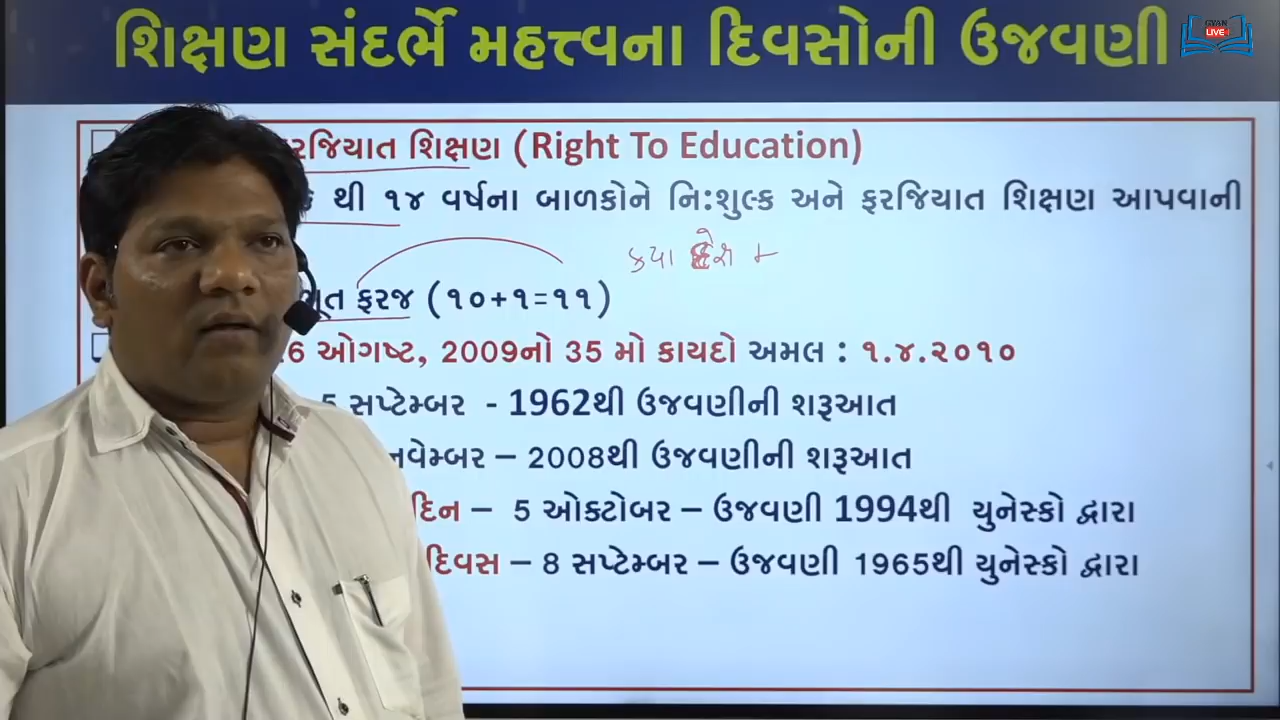 શિક્ષણ સંદર્ભે મહત્ત્વના દિવસોની ઉજવણી
GYAN
LIVE
ફરજિયાત શિક્ષણ (Right To Education)
થી ૧૪ વર્ષના બાળકોને નિ:શુલ્ક અને ફરજિયાત શિક્ષણ આપવાની
કયા
ફરજ (૧૦+૧=૧૧)
ઓગષ્ટ, 2009નો 35 મો કાયદો અમલ : ૧.૪.૨૦૧૦
5 સપ્ટેમ્બર - 1962થી ઉજવણીની શરૂઆત
નવેમ્બર – 2008થી ઉજવણીની શરૂઆત
દિન – 5 ઓક્ટોબર – ઉજવણી 1994થી યુનેસ્કો દ્વારા
દિવસ – 8 સપ્ટેમ્બર – ઉજવણી 1965થી યુનેસ્કો દ્વારા